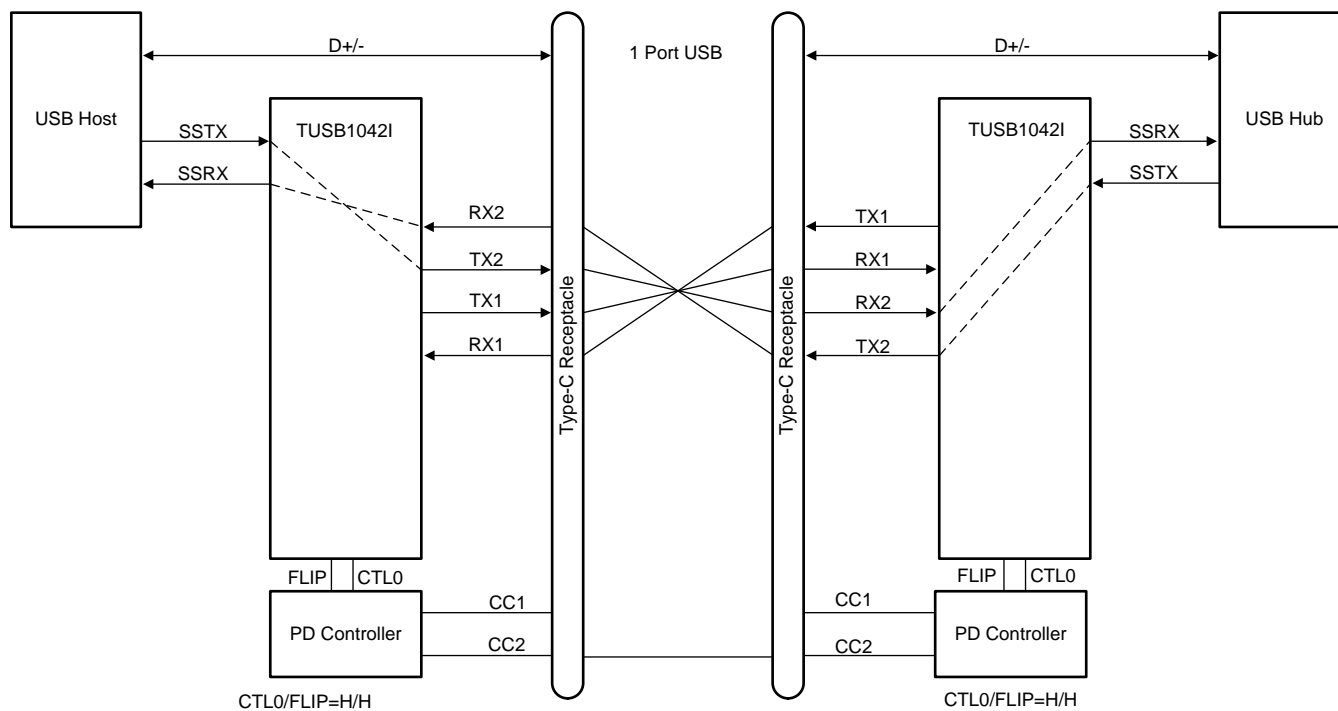 D+/-
1 Port USB
D+/-
USB Host
TUSB1042I
TUSB1042I
USB Hub
SSTX
SSRX
SSRX
SSTX
RX2
TX2
TX1
RX1
Type-C Receptacle
Type-C Receptacle
TX1
RX1
RX2
TX2
FLIP
CTL0
FLIP
CTL0
PD Controller
CC1
CC2
CC1
CC2
PD Controller
CTL0/FLIP=H/H
CTL0/FLIP=H/H